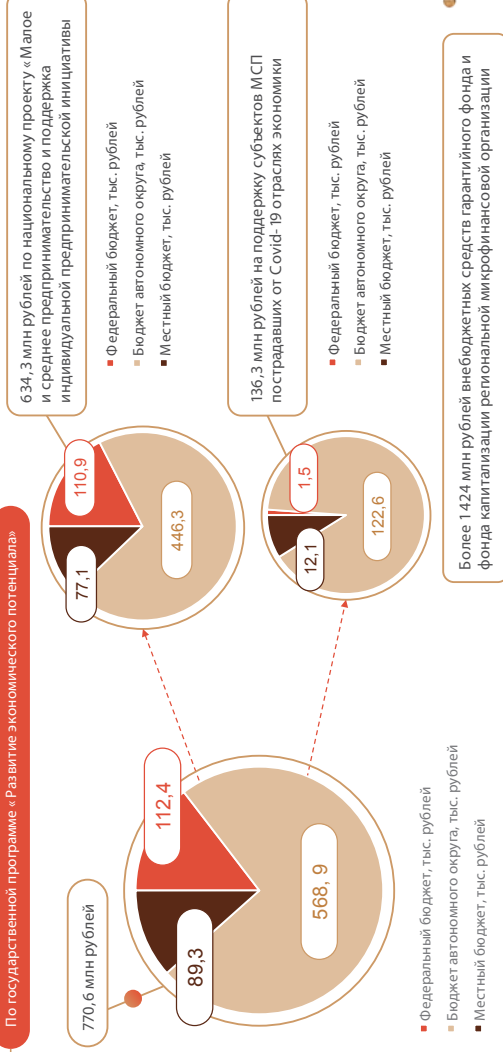 По государственной программе « Развитие экономического потенциала»
770,6 млн рублей
112,4
89,3
568, 9
Федеральный бюджет, тыс. рублей
Бюджет автономного округа, тыс. рублей
Местный бюджет, тыс. рублей
634,3 млн рублей по национальному проекту « Малое
и среднее предпринимательство и поддержка
индивидуальной предпринимательской инициативы
110,9
77,1
446,3
Федеральный бюджет, тыс. рублей
Бюджет автономного округа, тыс. рублей
Местный бюджет, тыс. рублей
136,3 млн рублей на поддержку субъектов МСП
пострадавших от Covid- 19 отраслях экономики
1,5
12,1
122,6
Федеральный бюджет, тыс. рублей
Бюджет автономного округа, тыс. рублей
Местный бюджет, тыс. рублей
Более 1 424 млн рублей внебюджетных средств гарантийного фонда и
фонда капитализации региональной микрофинансовой организации